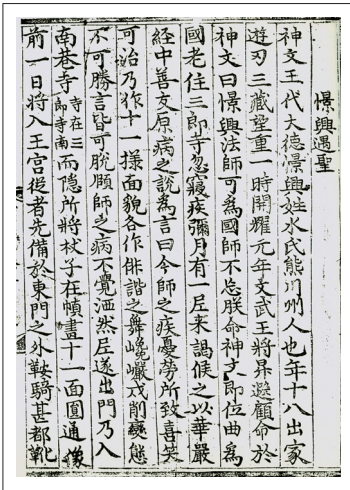 憬興遇聖
神文王代大德憬興姓水氏熊川州人也年十八出家
遊刃三藏望重一時開耀元年文武王將昇遐顧命於
神文曰憬興法師可爲國師不忘朕命神文即位曲爲
國老住三郎寺忽寢疾彌月有一尼來謁候之以華嚴
經中善友原病之說爲言曰今師之疾憂勞所致喜笑
可治乃作十一樣面貌各作俳諧之舞巉巖戍削變態
不可勝言皆可脫頤師之病不覺洒然尼遂出門乃入
南巷寺寺在三郎寺南而隱所將杖子在幀畫十一面圓通像
前一日將入王宮從者先備於東門之外鞍騎甚都靴